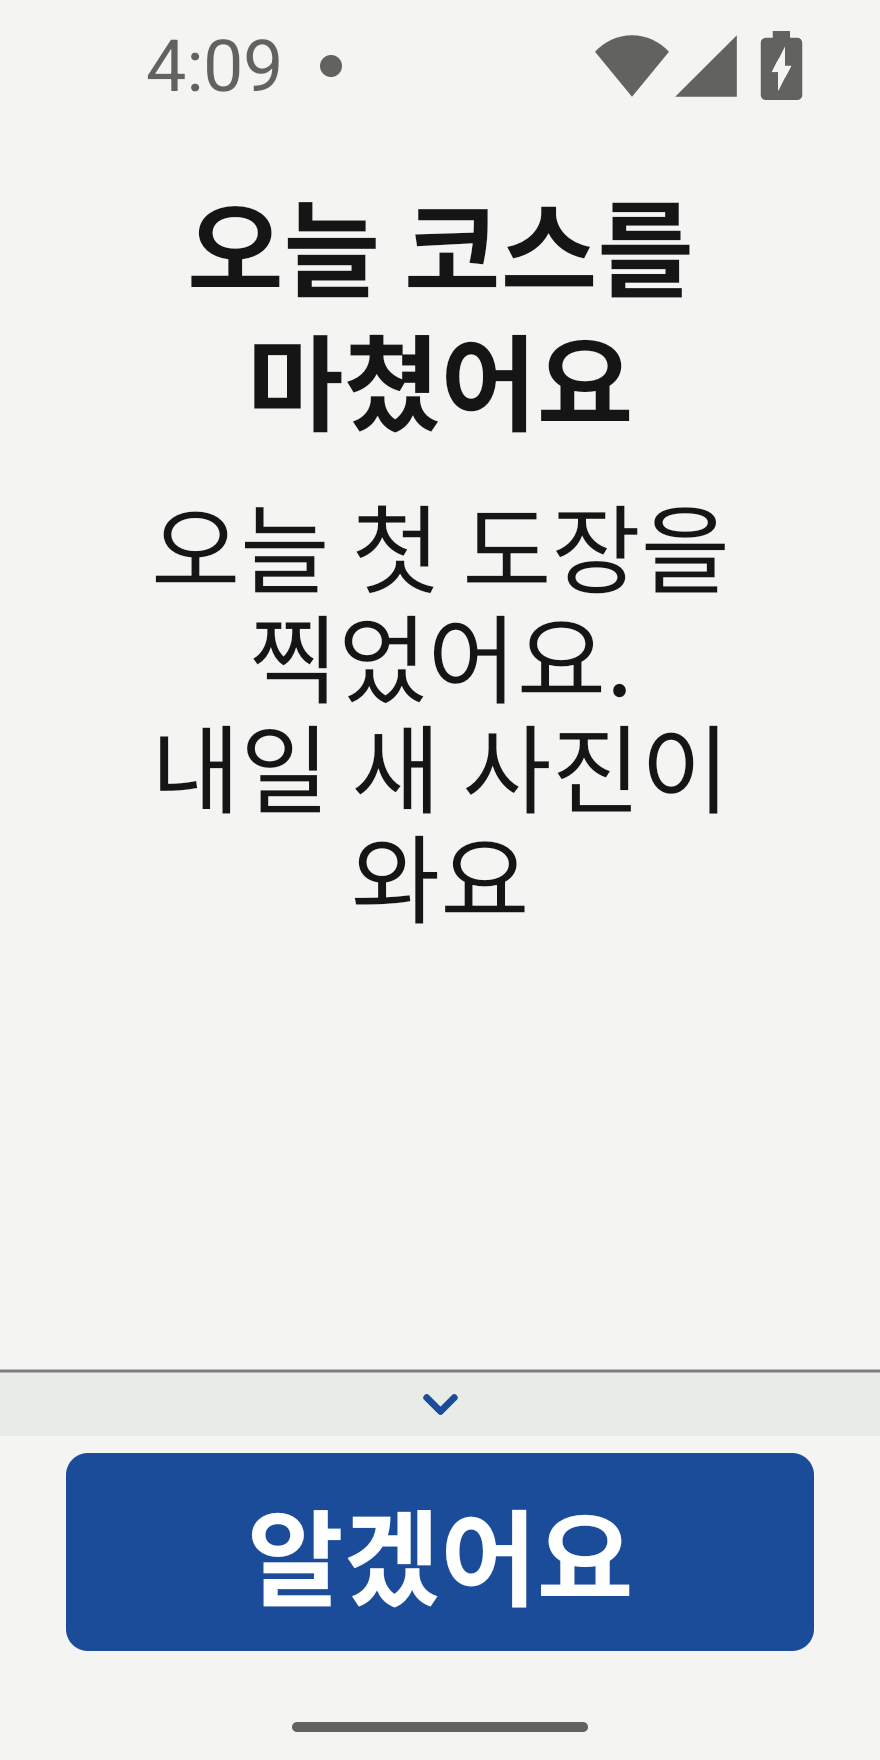 4:09
오늘 코스를
마쳤어요
오늘 첫 도장을
찍었어요.
내일 새 사진이
와요
알겠어요